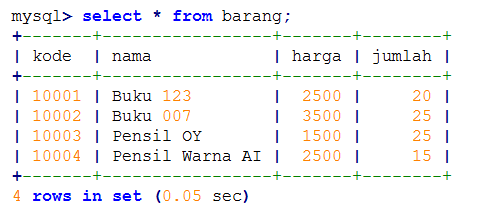 mysql> select * from barang;
+-------+-----------------+-------+--------+
| kode  | nama            | harga | jumlah |
+-------+-----------------+-------+--------+
| 10001 | Buku 123        |  2500 |     20 |
| 10002 | Buku 007        |  3500 |     25 |
| 10003 | Pensil OY       |  1500 |     25 |
| 10004 | Pensil Warna AI |  2500 |     15 |
+-------+-----------------+-------+--------+
4 rows in set (0.05 sec)